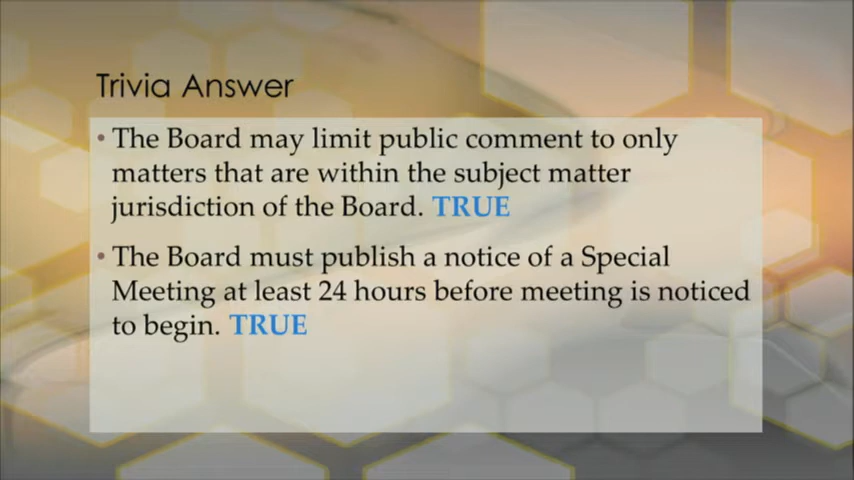 Trivia Answer
• The Board may limit public comment to only
matters that are within the subject matter
jurisdiction of the Board. TRUE
• The Board must publish a notice of a Special
Meeting at least 24 hours before meeting is noticed
to begin. TRUE